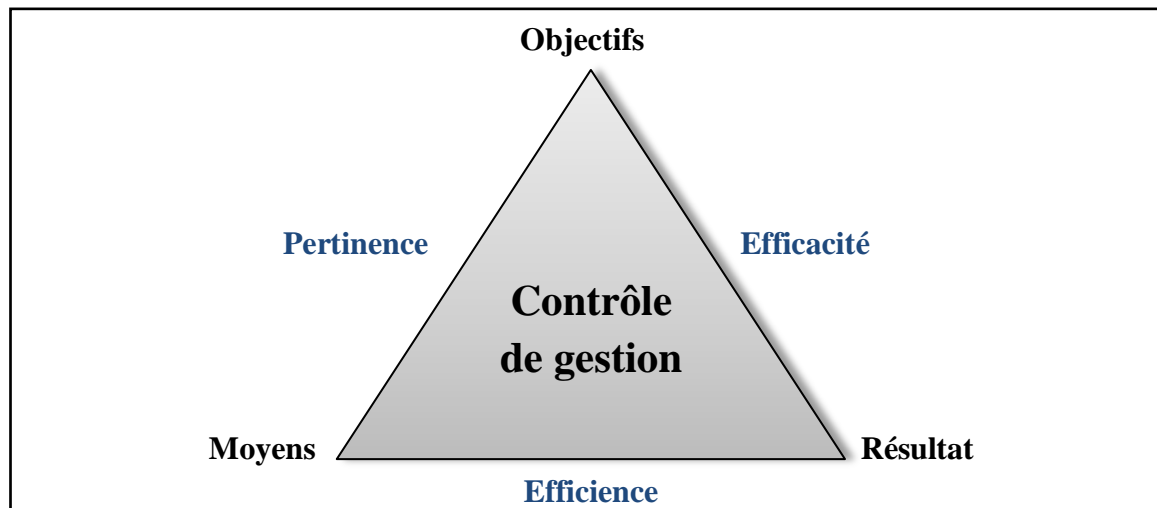 Objectifs
Pertinence
Efficacité
Contrôle
de gestion
Moyens
Résultat
Efficience